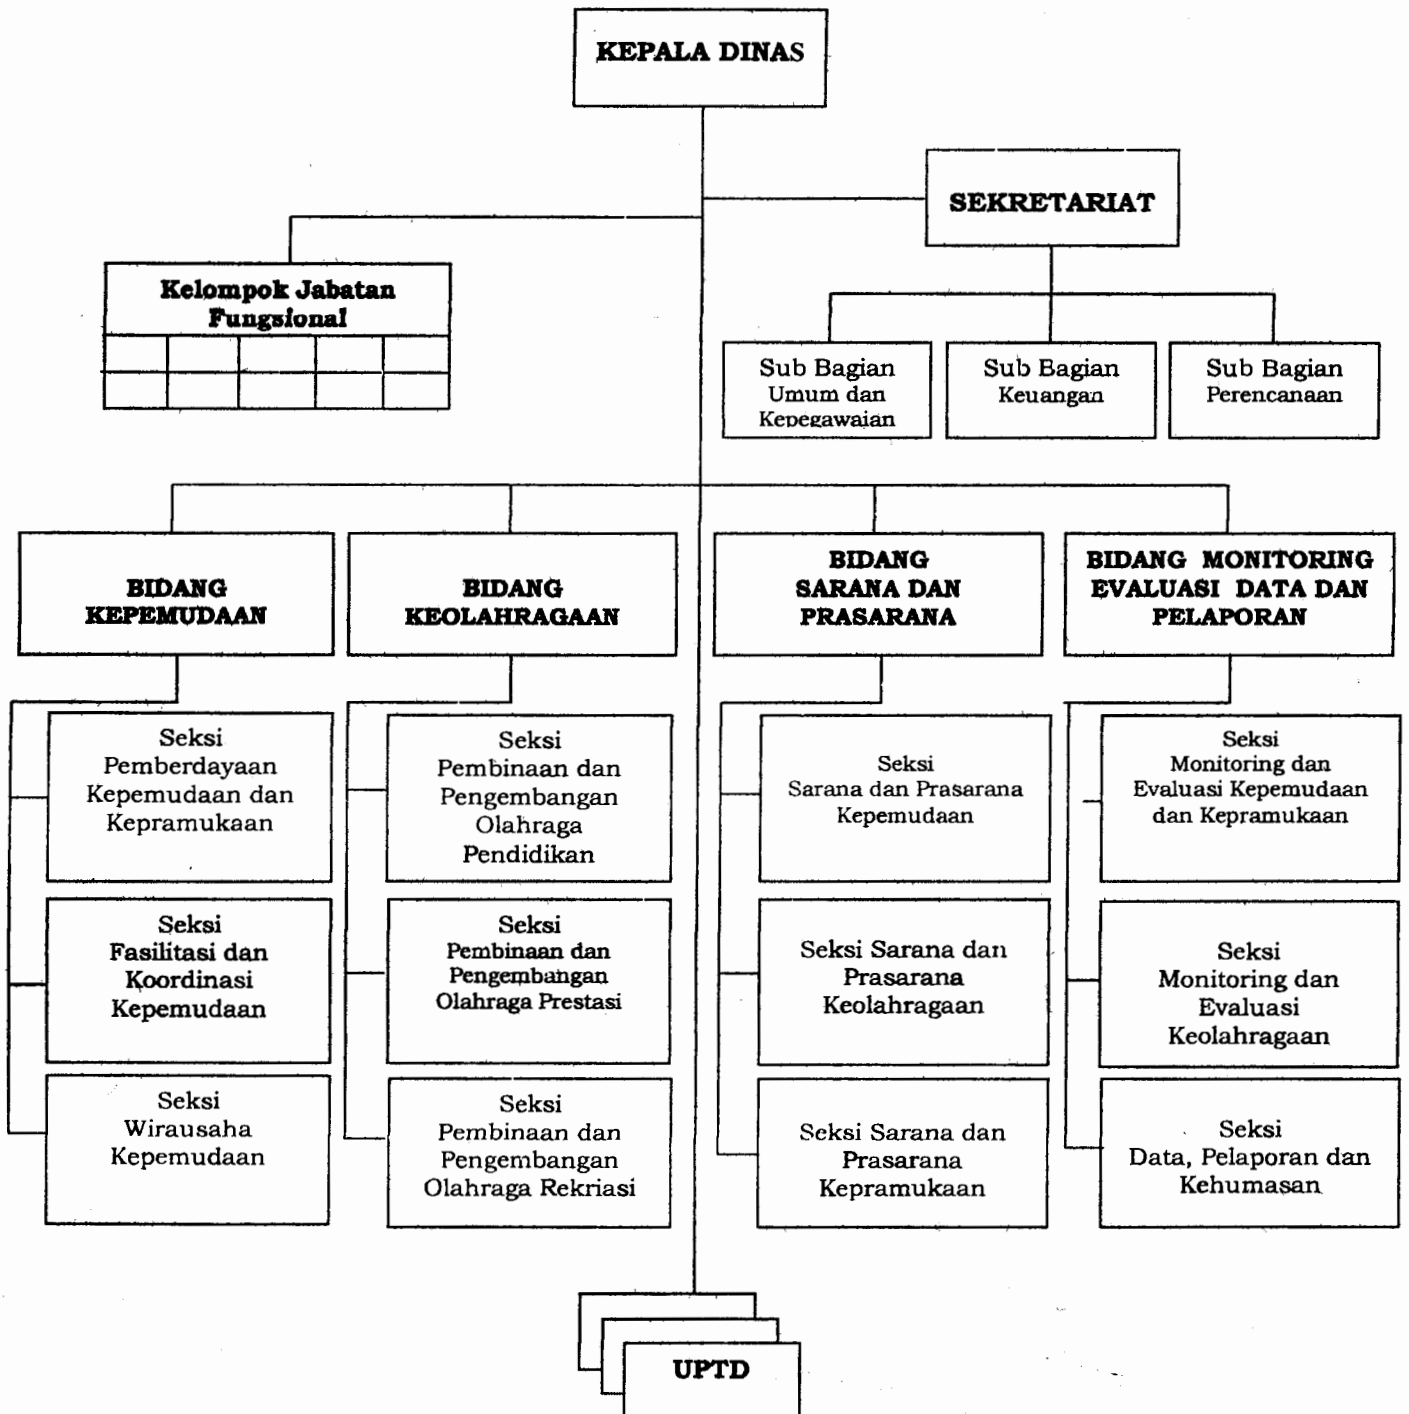 KEPALA DINAS
SEKRETARIAT
Kelompok Jabatan
Fungsional
Sub Bagian
Umum dan
Kepegawaian
Sub Bagian
Keuangan
Sub Bagian
Perencanaan
BIDANG
KEPEMUDAAN
BIDANG
KEOLAHRAGAAN
BIDANG
SARANA DAN
PRASARANA
BIDANG MONITORING
EVALUASI DATA DAN
PELAPORAN
Seksi
Pemberdayaan
Kepemudaan dan
Kepramukaan
Seksi
Fasilitasi dan
Koordinasi
Kepemudaan
Seksi
Wirausaha
Kepemudaan
Seksi
Pembinaan dan
Pengembangan
Olahraga
Pendidikan
Seksi
Pembinaan dan
Pengembangan
Olahraga Prestasi
Seksi
Pembinaan dan
Pengembangan
Olahraga Rekriasi
Seksi
Sarana dan Prasarana
Kepemudaan
Seksi Sarana dan
Prasarana
Keolahragaan
Seksi Sarana dan
Prasarana
Kepramukaan
Seksi
Monitoring dan
Evaluasi Kepemudaan
dan Kepramukaan
Seksi
Monitoring dan
Evaluasi
Keolahragaan
Seksi
Data, Pelaporan dan
Kehumasan
UPTD